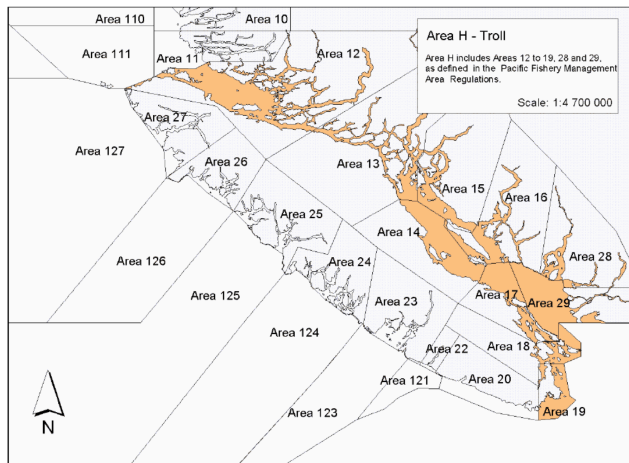 Area 110
Area 10
Area H - Troll
Area H includes Areas 12 to 19, 28 and 29,
as defined in the Pacific Fishery Management
Area Regulations.
Scale: 1:4 700 000
Area 111
Area 11
Area 12
Area 27
Area 127
Area 26
Area 13
Area 15
Area 16
Area 25
Area 14
Area 28
Area 126
Area 24
Area 125
Area 17
Area 29
Area 23
Area 124
Area 18
Area 22
Area 121
Area 20
Area 123
Area 19
N